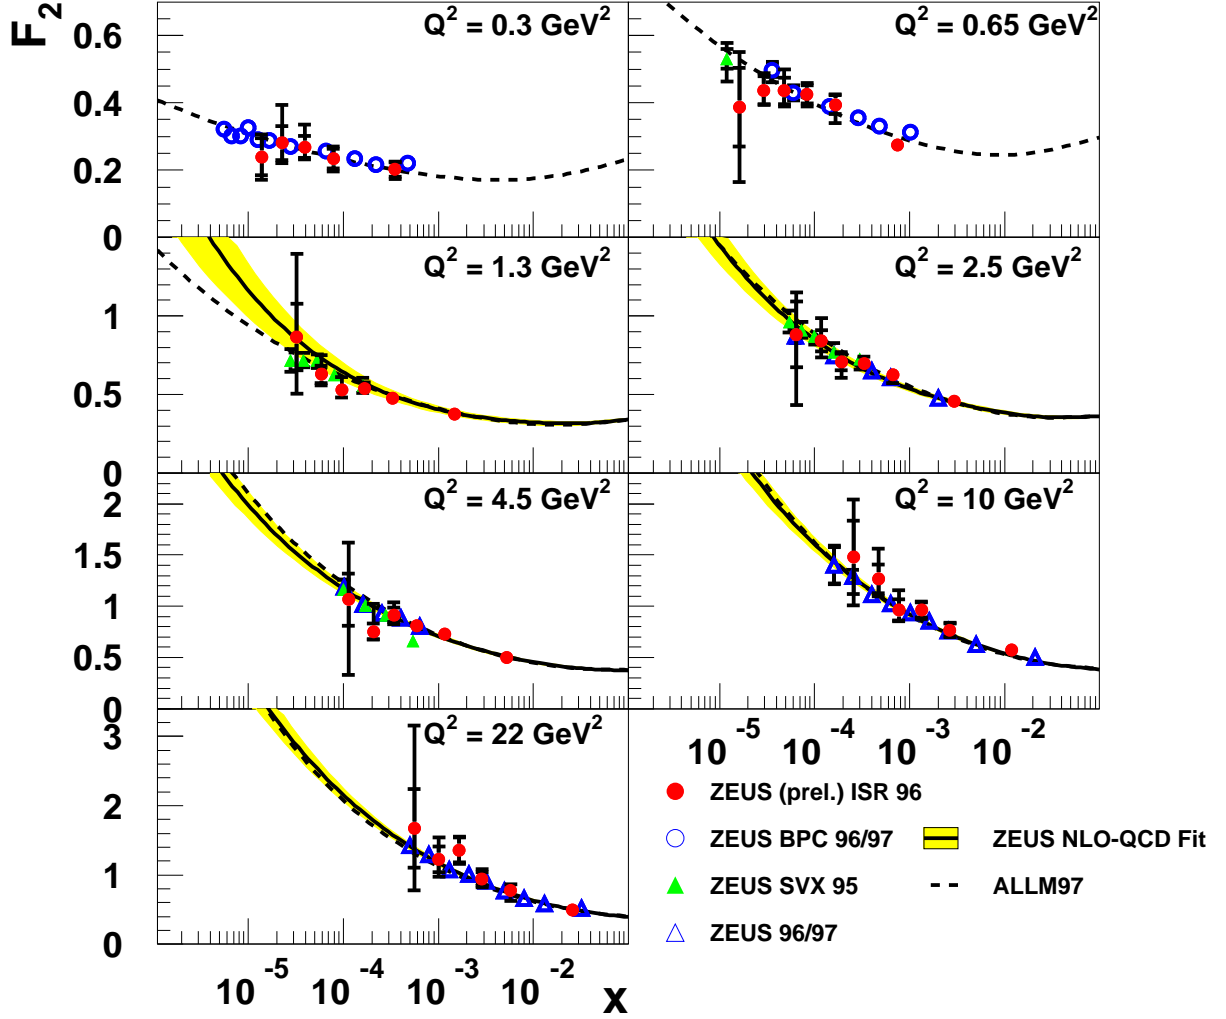 F₂
Q² = 0.3 GeV²
Q² = 0.65 GeV²
0.6
0.4
0.2
0
Q² = 1.3 GeV²
Q² = 2.5 GeV²
1
0.5
0
Q² = 4.5 GeV²
Q² = 10 GeV²
2
1.5
1
0.5
0
Q² = 22 GeV²
3
2
1
0
10⁻⁵ 10⁻⁴ 10⁻³ 10⁻²
ZEUS (prel.) ISR 96
ZEUS BPC 96/97
ZEUS SVX 95
ZEUS 96/97
ZEUS NLO-QCD Fit
ALLM97
10⁻⁵ 10⁻⁴ 10⁻³ 10⁻²
x